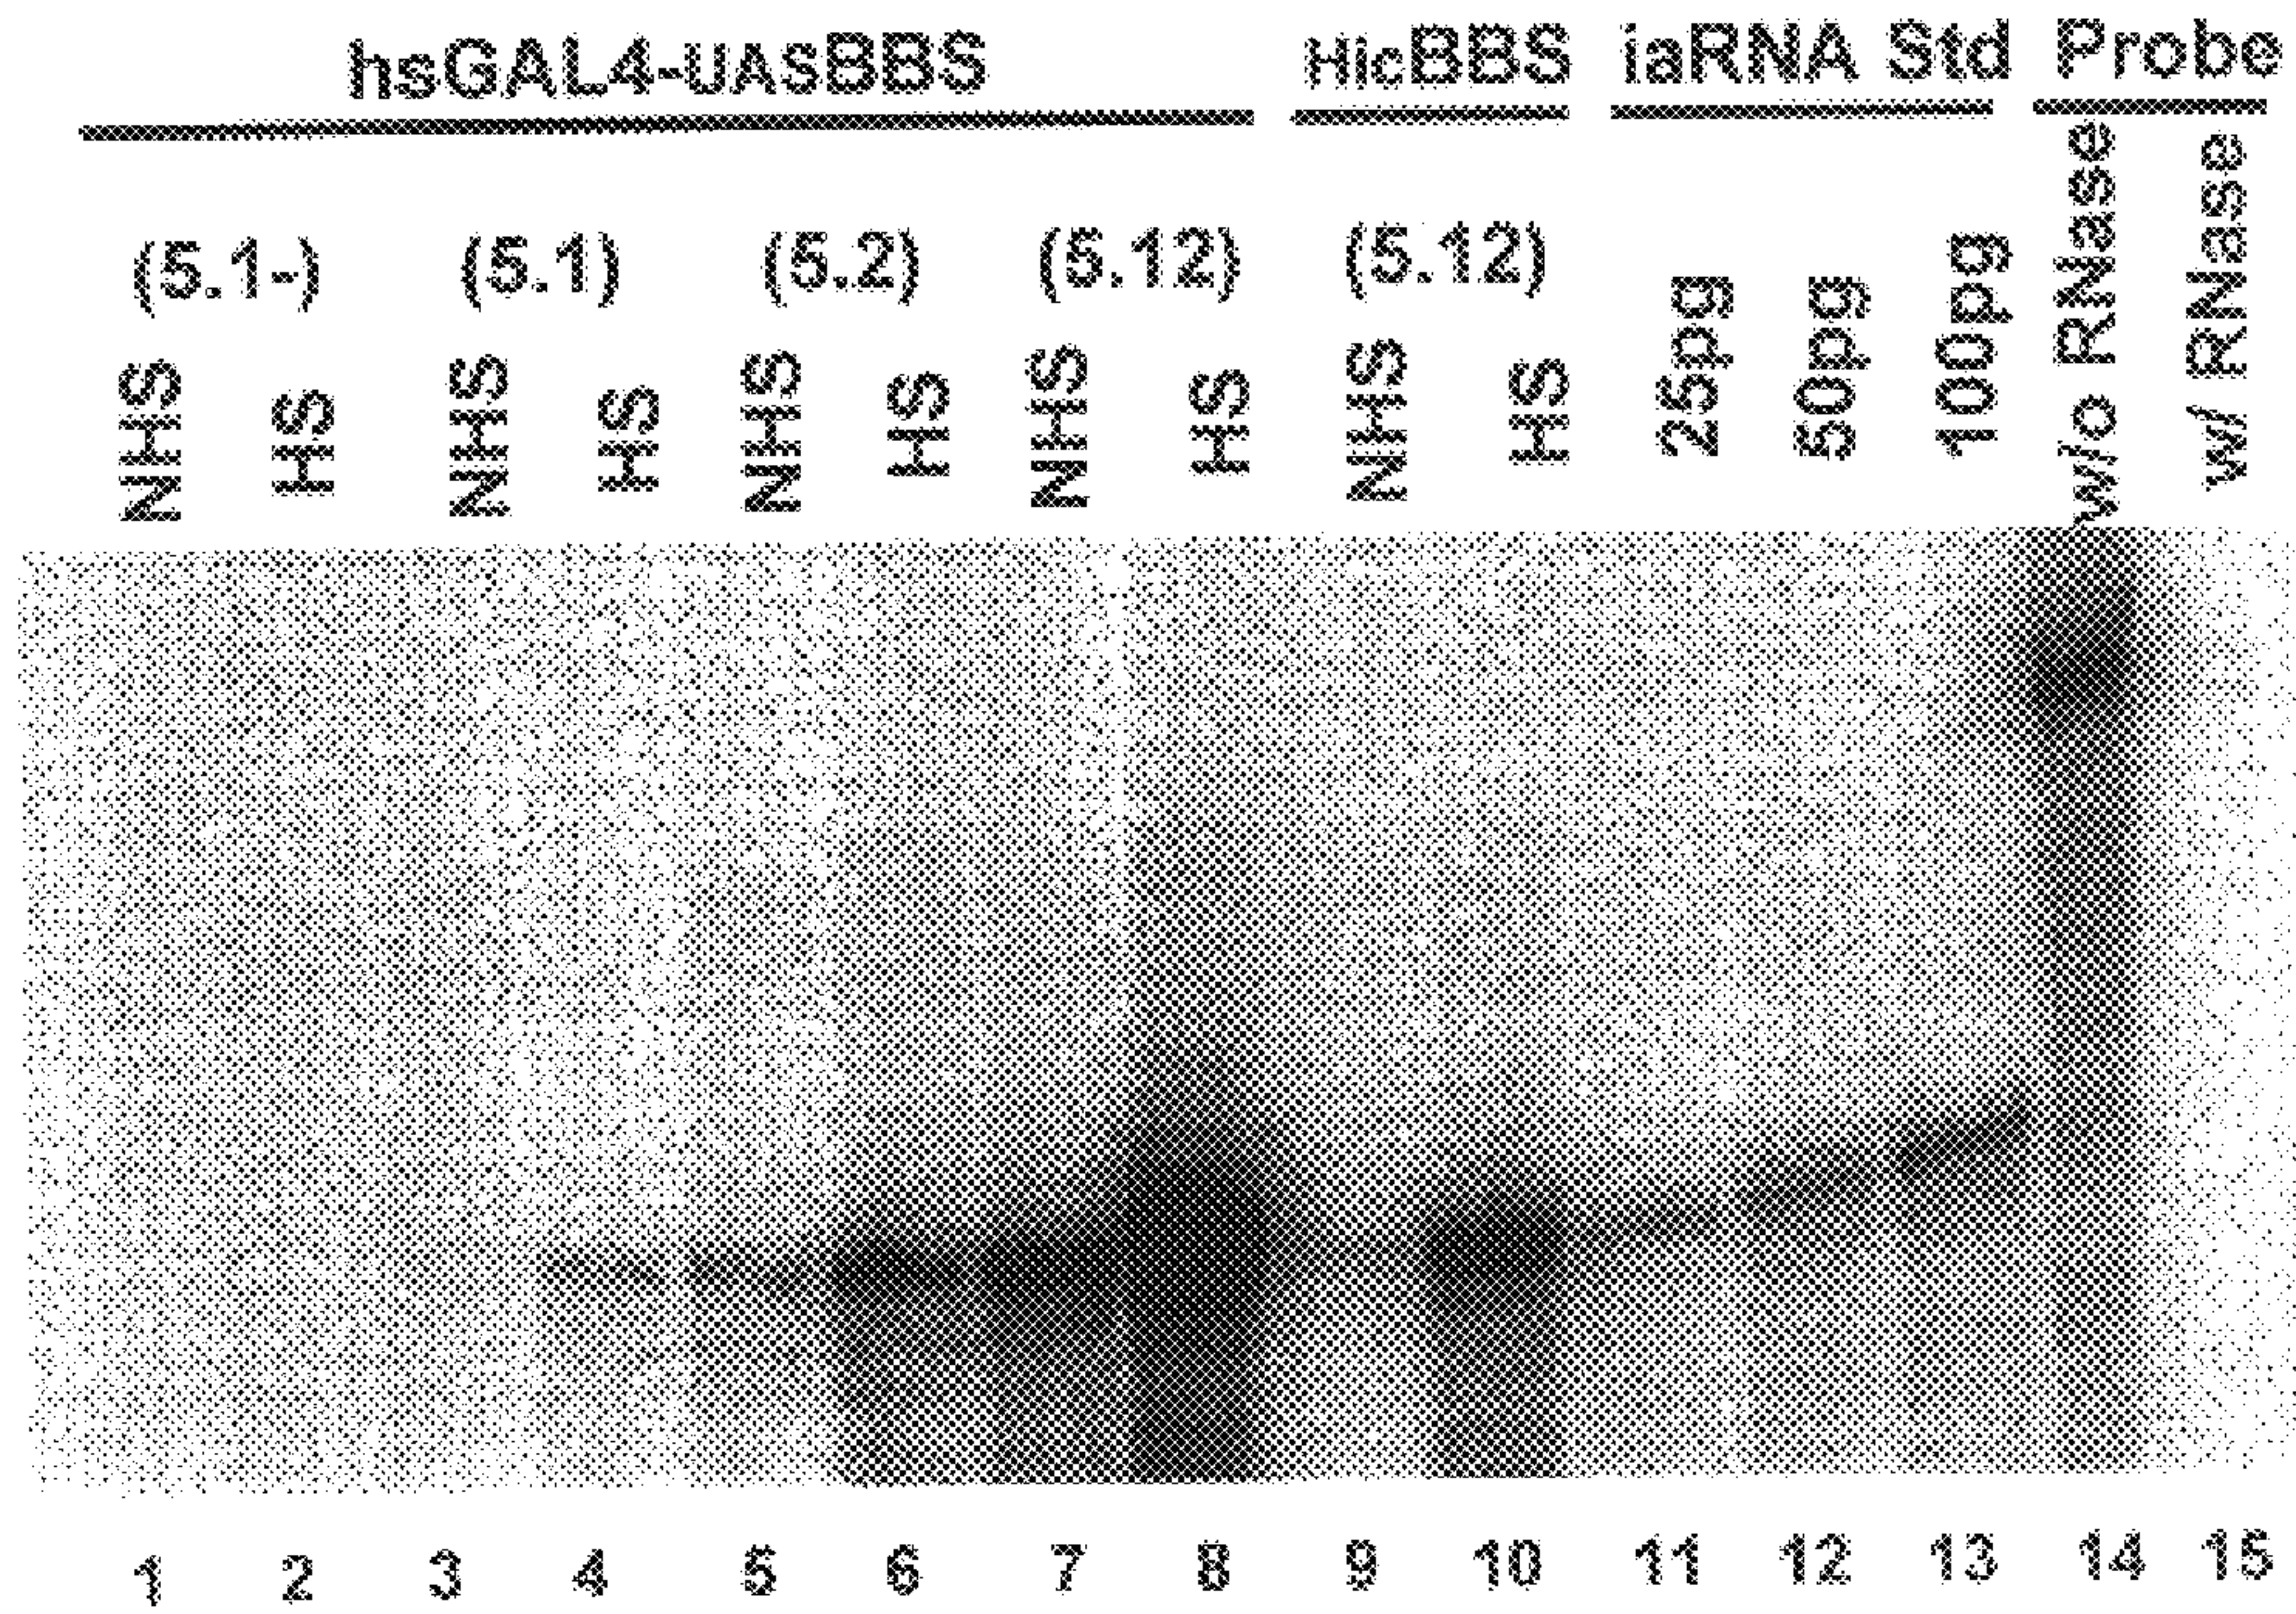 hsGAL4-UASBBS HicBBS iaRNA Std Probe
(5.1-) (5.1) (5.2) (5.12) (5.12)
NHS HS NHS HS NHS HS NHS HS NHS HS 25pg 50pg 100pg w/o RNase w/ RNase
1 2 3 4 5 6 7 8 9 10 11 12 13 14 15